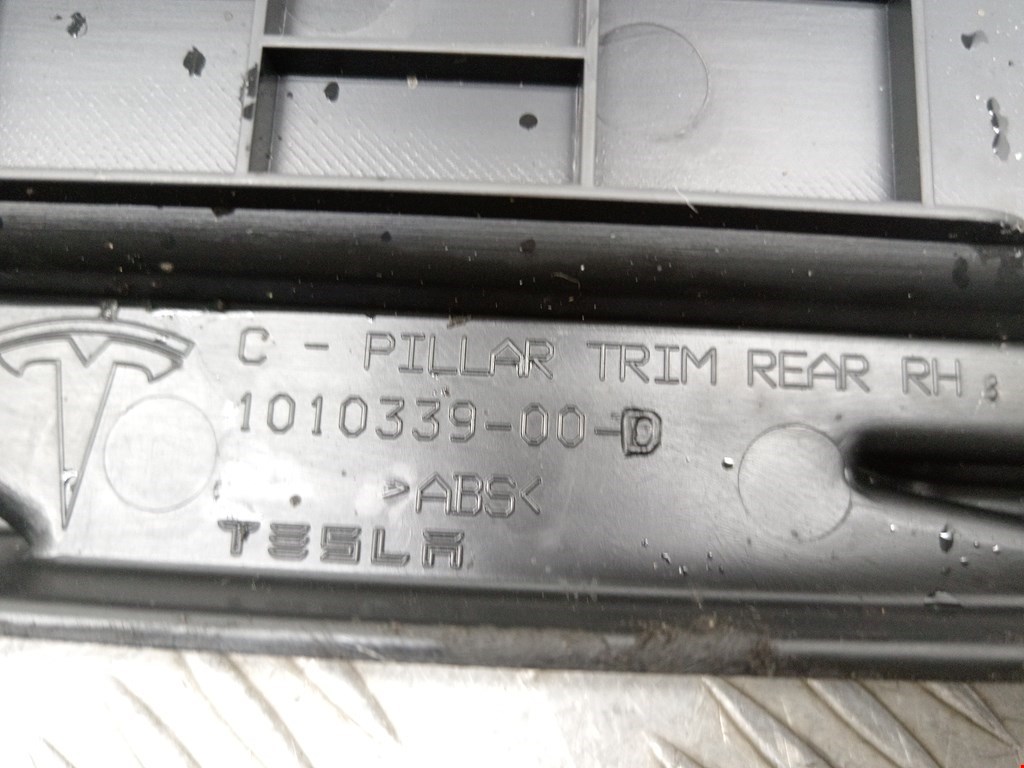 C - PILLAR TRIM REAR RH
1010339-00-D
>ABS<
TESLA